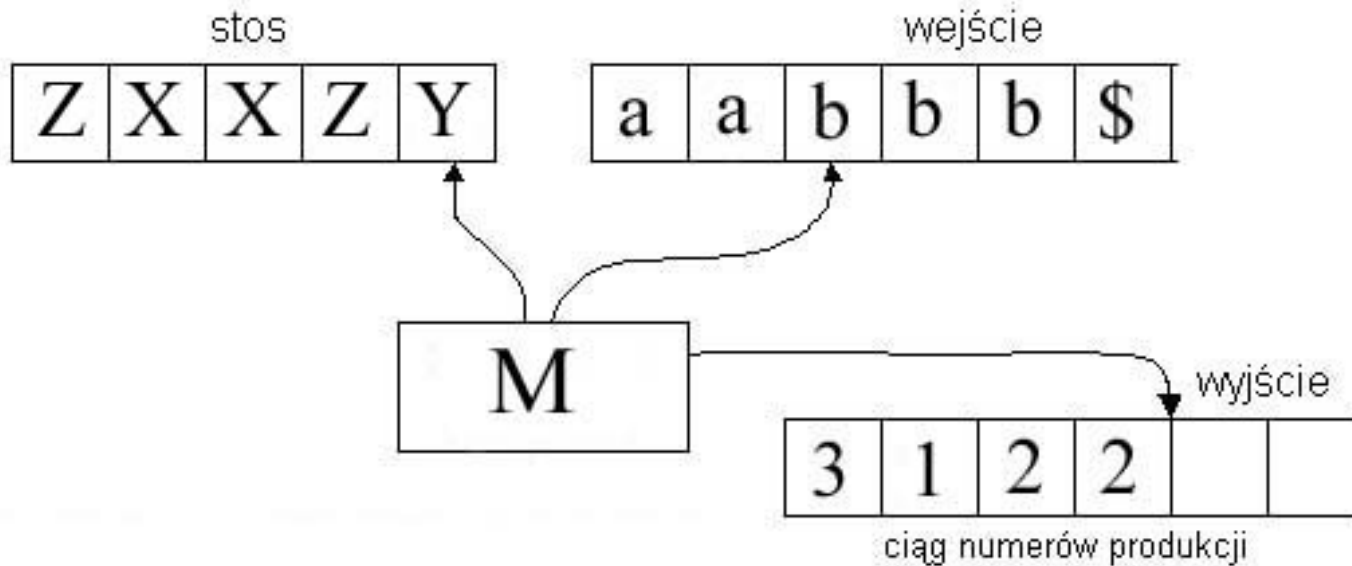 stos
wejście
Z X X Z Y
a a b b b $
M
wyjście
3 1 2 2
ciąg numerów produkcji